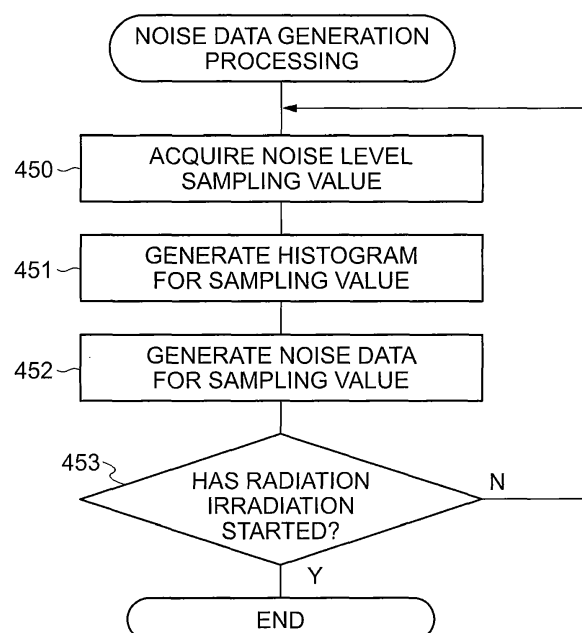 NOISE DATA GENERATION
PROCESSING
450
ACQUIRE NOISE LEVEL
SAMPLING VALUE
451
GENERATE HISTOGRAM
FOR SAMPLING VALUE
452
GENERATE NOISE DATA
FOR SAMPLING VALUE
453
HAS RADIATION
IRRADIATION
STARTED?
N
Y
END